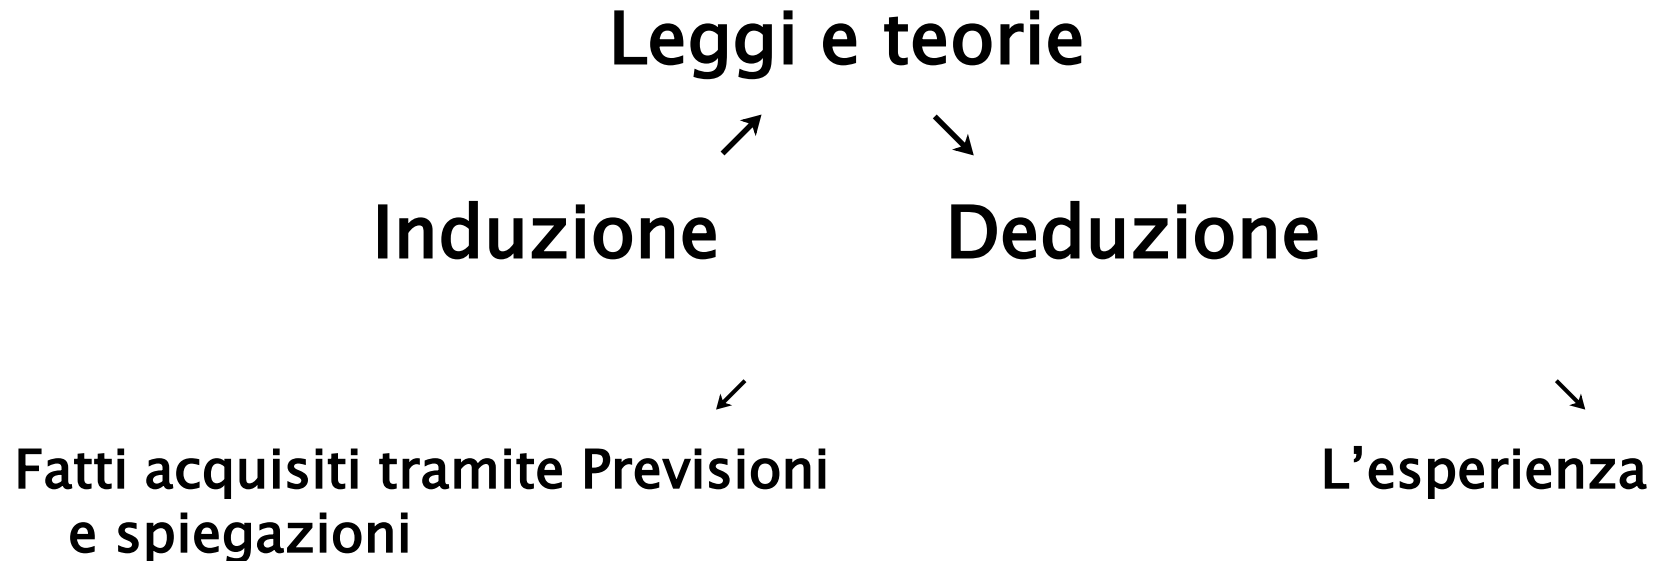 Leggi e teorie
↗ ↘
Induzione Deduzione
↙ ↘
Fatti acquisiti tramite Previsioni L’esperienza
e spiegazioni